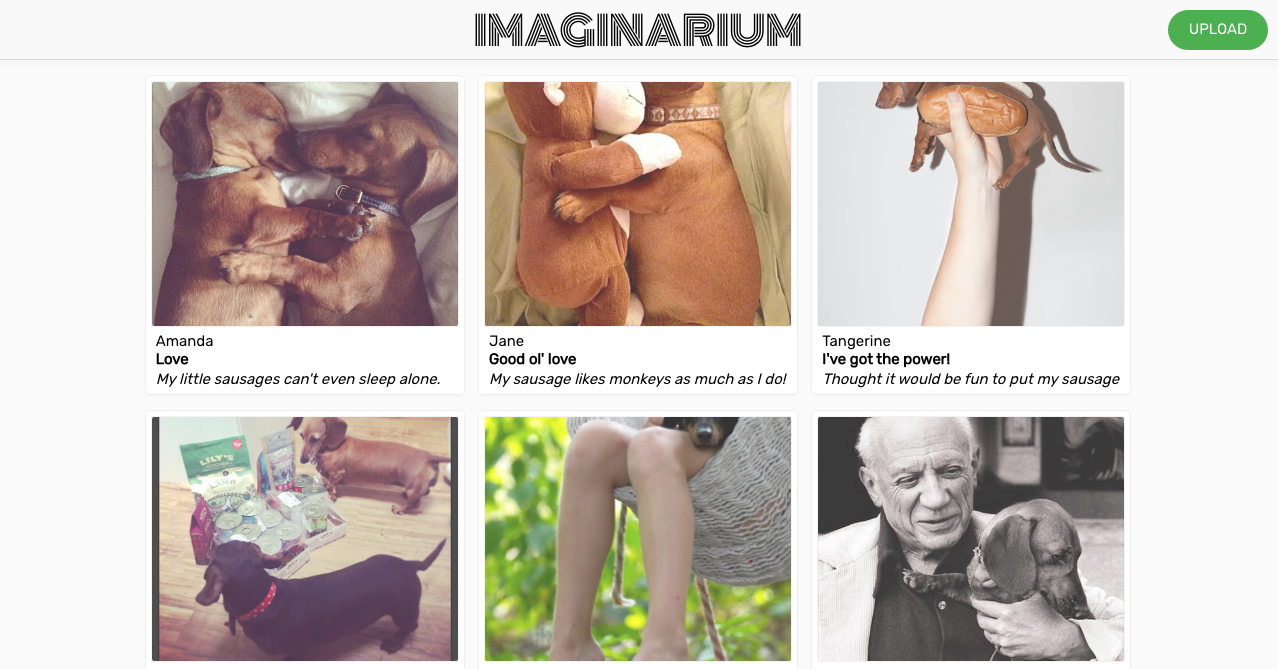 IMAGINARIUM
UPLOAD
Amanda
Love
My little sausages can't even sleep alone.
Jane
Good ol' love
My sausage likes monkeys as much as I do!
Tangerine
I've got the power!
Thought it would be fun to put my sausage
LILY'S
KITCHEN
LAMB